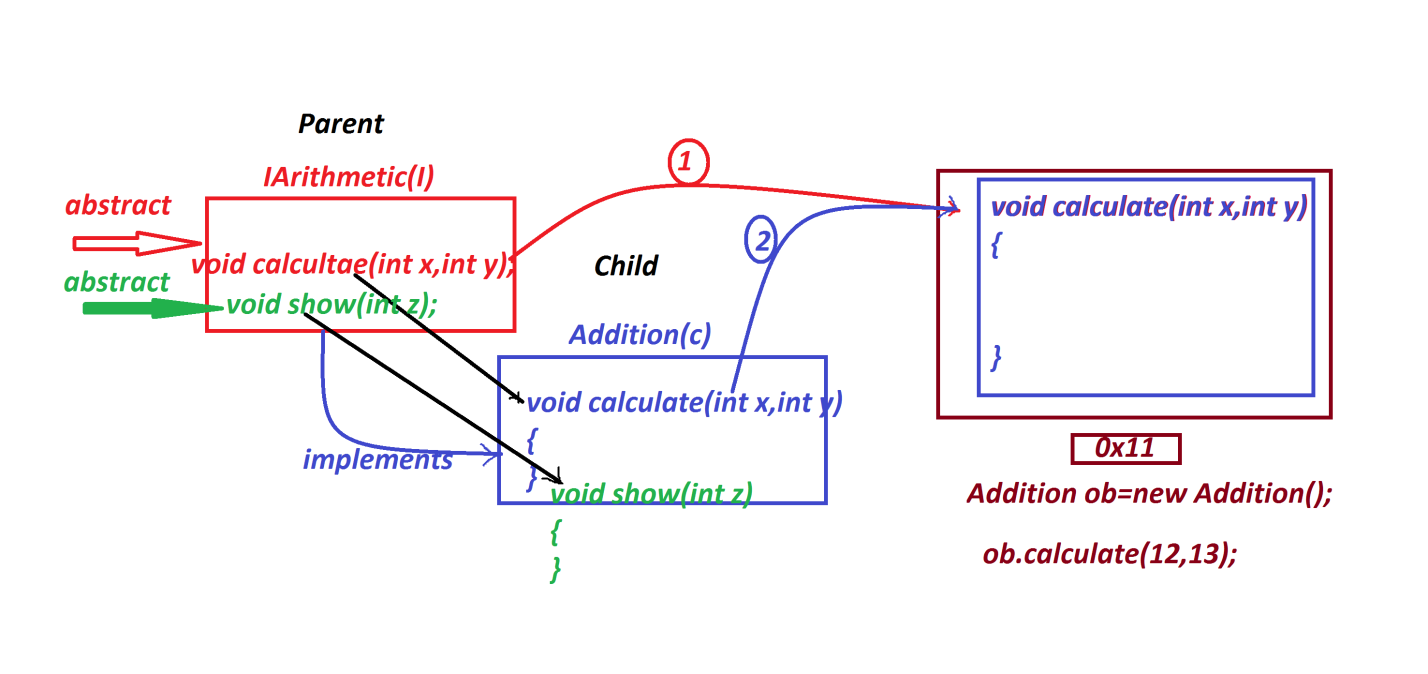 Parent
IArithmetic(I)
abstract
void calcultae(int x,int y);
abstract
void show(int z);
implements
1
2
Child
Addition(c)
void calculate(int x,int y)
{
}
void show(int z)
{
}
void calculate(int x,int y)
{
}
0x11
Addition ob=new Addition();
ob.calculate(12,13);